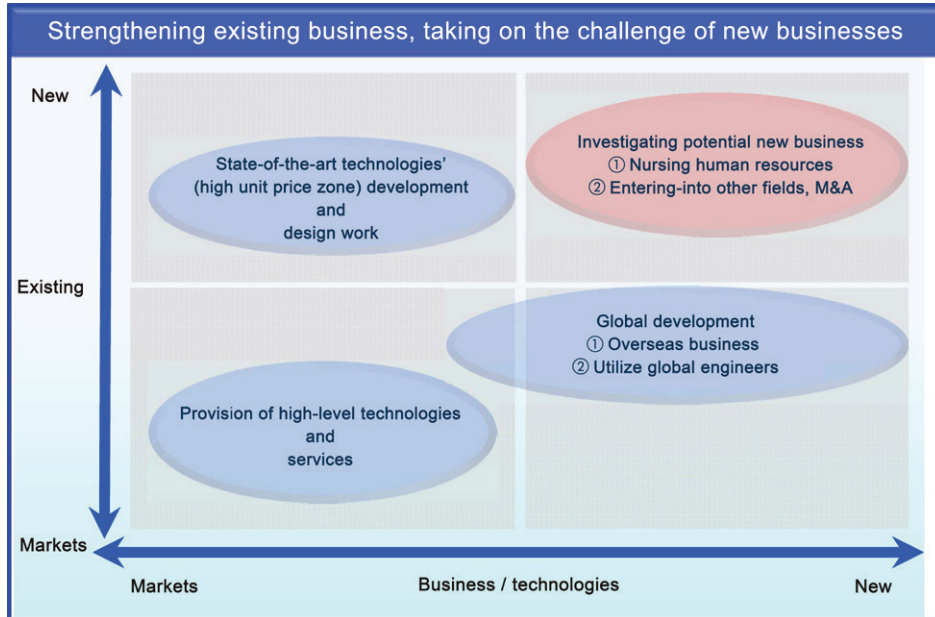 Strengthening existing business, taking on the challenge of new businesses
New
State-of-the-art technologies'
(high unit price zone) development
and
design work
Investigating potential new business
① Nursing human resources
② Entering-into other fields, M&A
Existing
Global development
① Overseas business
② Utilize global engineers
Provision of high-level technologies
and
services
Markets
Markets
Business / technologies
New